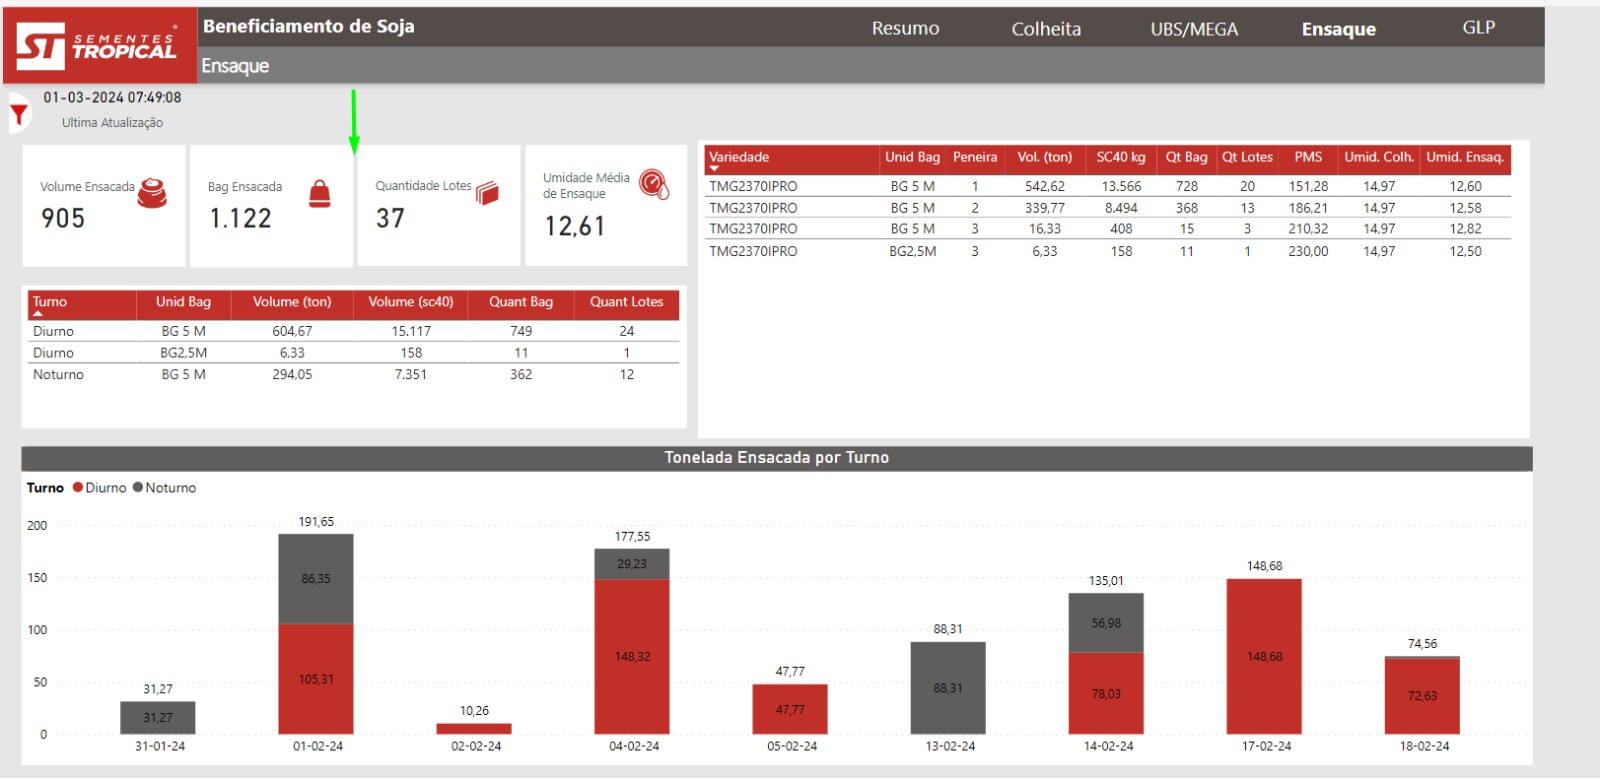 SEMENTES
TROPICAL
Beneficiamento de Soja
Resumo Colheita UBS/MEGA Ensaque GLP
Ensaque
01-03-2024 07:49:08
Ultima Atualização
Volume Ensacada
905
Bag Ensacada
1.122
Quantidade Lotes
37
Umidade Média
de Ensaque
12,61
Variedade Unid Bag Peneira Vol. (ton) SC40 kg Qt Bag Qt Lotes PMS Umid. Colh. Umid. Ensaq.
TMG2370IPRO BG 5 M 1 542,62 13.566 728 20 151,28 14,97 12,60
TMG2370IPRO BG 5 M 2 339,77 8.494 368 13 186,21 14,97 12,58
TMG2370IPRO BG 5 M 3 16,33 408 15 3 210,32 14,97 12,82
TMG2370IPRO BG2,5M 3 6,33 158 11 1 230,00 14,97 12,50
Turno Unid Bag Volume (ton) Volume (sc40) Quant Bag Quant Lotes
Diurno BG 5 M 604,67 15.117 749 24
Diurno BG2,5M 6,33 158 11 1
Noturno BG 5 M 294,05 7.351 362 12
Tonelada Ensacada por Turno
Turno Diurno Noturno
200
150
100
50
0
31,27
31,27
191,65
86,35
105,31
10,26
177,55
29,23
148,32
47,77
47,77
88,31
88,31
135,01
56,98
78,03
148,68
148,68
74,56
72,63
31-01-24 01-02-24 02-02-24 04-02-24 05-02-24 13-02-24 14-02-24 17-02-24 18-02-24